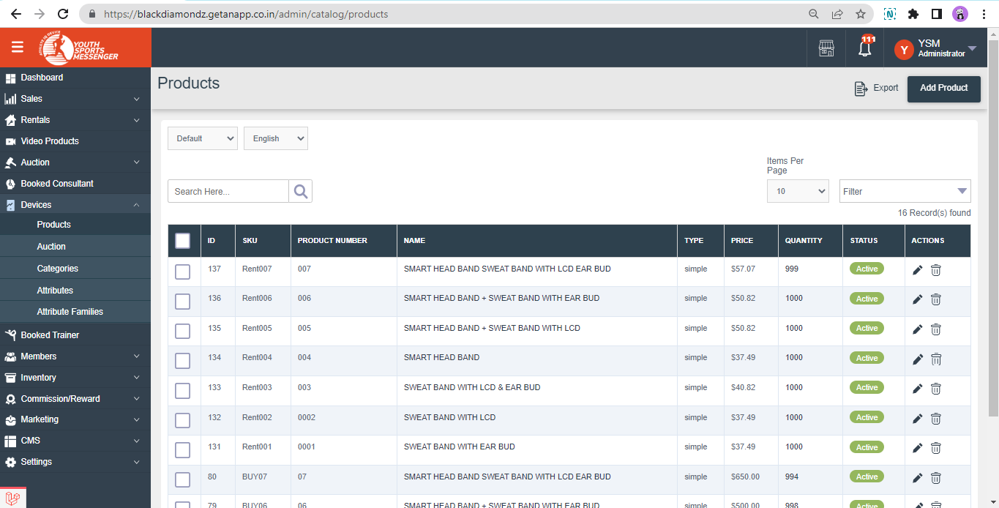 https://blackdiamondz.getanapp.co.in/admin/catalog/products
YOUTH
SPORTS
MESSENGER
111
Y
YSM
Administrator
Dashboard
Sales
Rentals
Video Products
Auction
Booked Consultant
Devices
Products
Auction
Categories
Attributes
Attribute Families
Booked Trainer
Members
Inventory
Commission/Reward
Marketing
CMS
Settings
Products
Export
Add Product
Default
English
Items Per
Page
Search Here...
10
Filter
16 Record(s) found
ID SKU PRODUCT NUMBER NAME TYPE PRICE QUANTITY STATUS ACTIONS
137 Rent007 007 SMART HEAD BAND SWEAT BAND WITH LCD EAR BUD simple $57.07 999 Active
136 Rent006 006 SMART HEAD BAND + SWEAT BAND WITH EAR BUD simple $50.82 1000 Active
135 Rent005 005 SMART HEAD BAND + SWEAT BAND WITH LCD simple $50.82 1000 Active
134 Rent004 004 SMART HEAD BAND simple $37.49 1000 Active
133 Rent003 003 SWEAT BAND WITH LCD & EAR BUD simple $40.82 1000 Active
132 Rent002 0002 SWEAT BAND WITH LCD simple $37.49 1000 Active
131 Rent001 0001 SWEAT BAND WITH EAR BUD simple $37.49 1000 Active
80 BUY07 07 SMART HEAD BAND SWEAT BAND WITH LCD EAR BUD simple $650.00 994 Active
79 BUY06 06 SMART HEAD BAND + SWEAT BAND WITH EAR BUD simple $500.00 998 Active